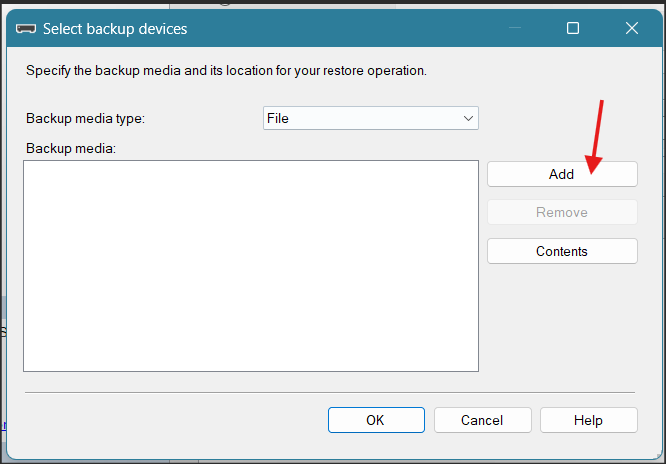 Select backup devices
Specify the backup media and its location for your restore operation.
Backup media type:
File
Backup media:
Add
Remove
Contents
OK
Cancel
Help